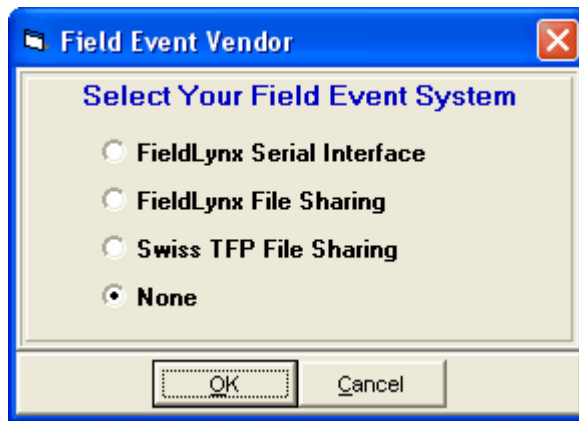 Field Event Vendor
Select Your Field Event System
FieldLynx Serial Interface
FieldLynx File Sharing
Swiss TFP File Sharing
None
OK Cancel